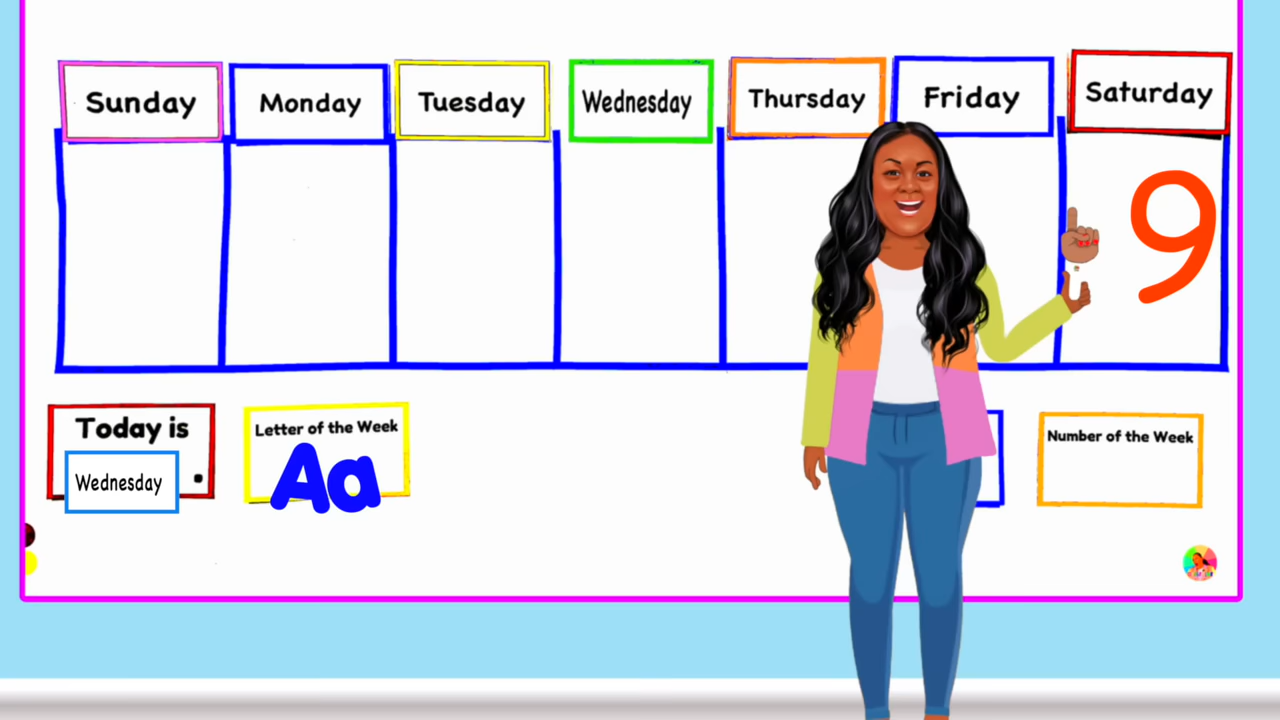 Sunday
Monday
Tuesday
Wednesday
Thursday
Friday
Saturday
9
Today is
Wednesday .
Letter of the Week
Aa
Number of the Week